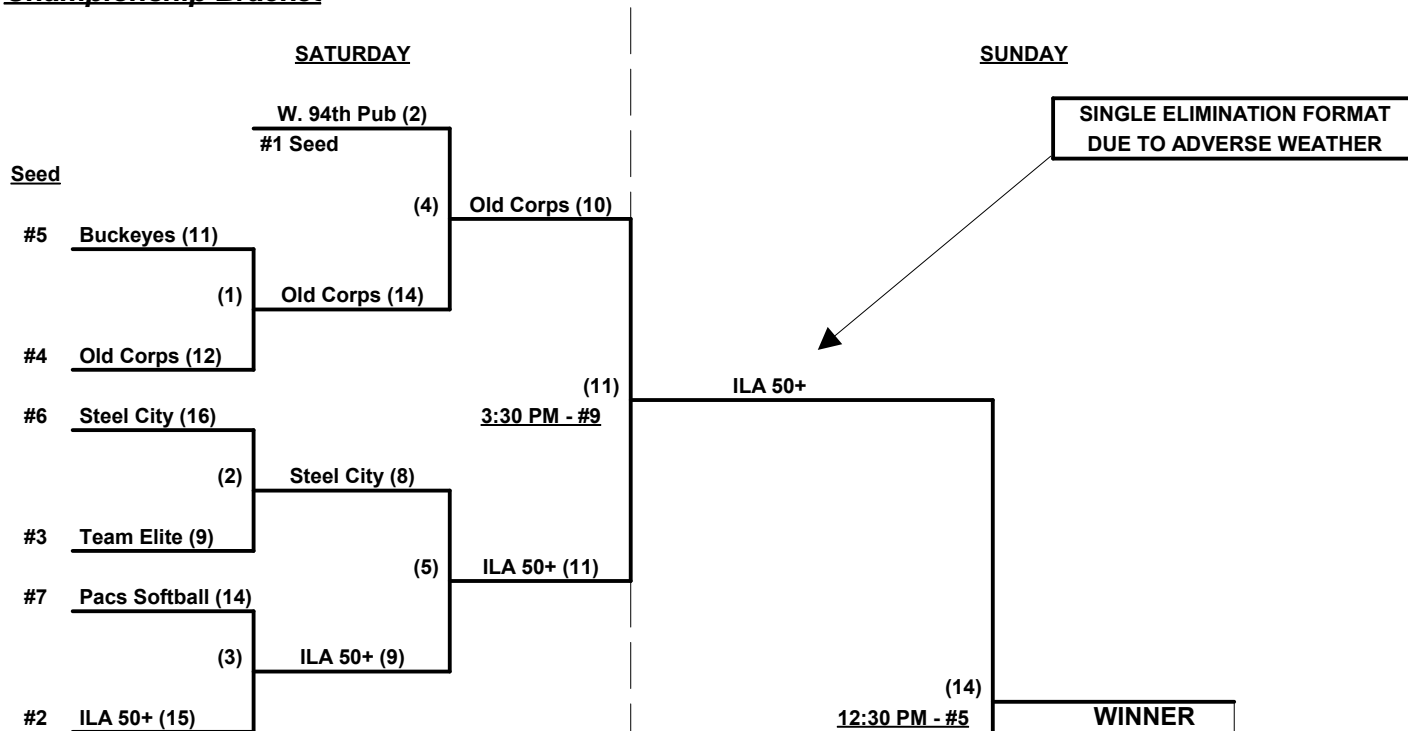 Championship Bracket
SATURDAY
SUNDAY
W. 94th Pub (2)
#1 Seed
SINGLE ELIMINATION FORMAT
DUE TO ADVERSE WEATHER
Seed
(4)
Old Corps (10)
#5
Buckeyes (11)
(1)
Old Corps (14)
#4
Old Corps (12)
(11)
ILA 50+
3:30 PM - #9
#6
Steel City (16)
(2)
Steel City (8)
#3
Team Elite (9)
(5)
ILA 50+ (11)
#7
Pacs Softball (14)
(3)
ILA 50+ (9)
(14)
12:30 PM - #5
WINNER
#2
ILA 50+ (15)